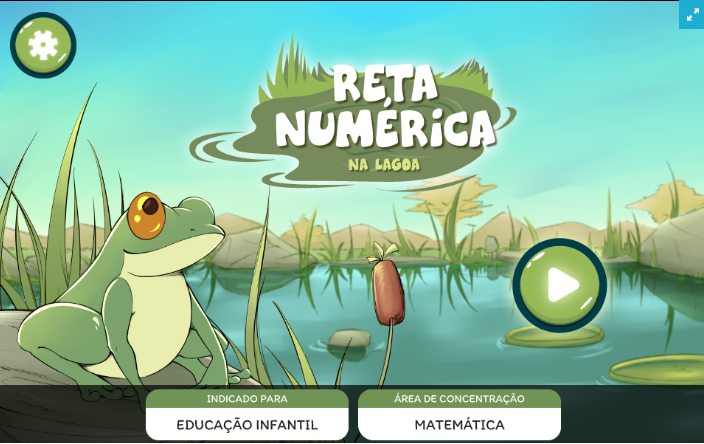 RETA
NUMÉRICA
NA LAGOA
INDICADO PARA
EDUCAÇÃO INFANTIL
ÁREA DE CONCENTRAÇÃO
MATEMÁTICA